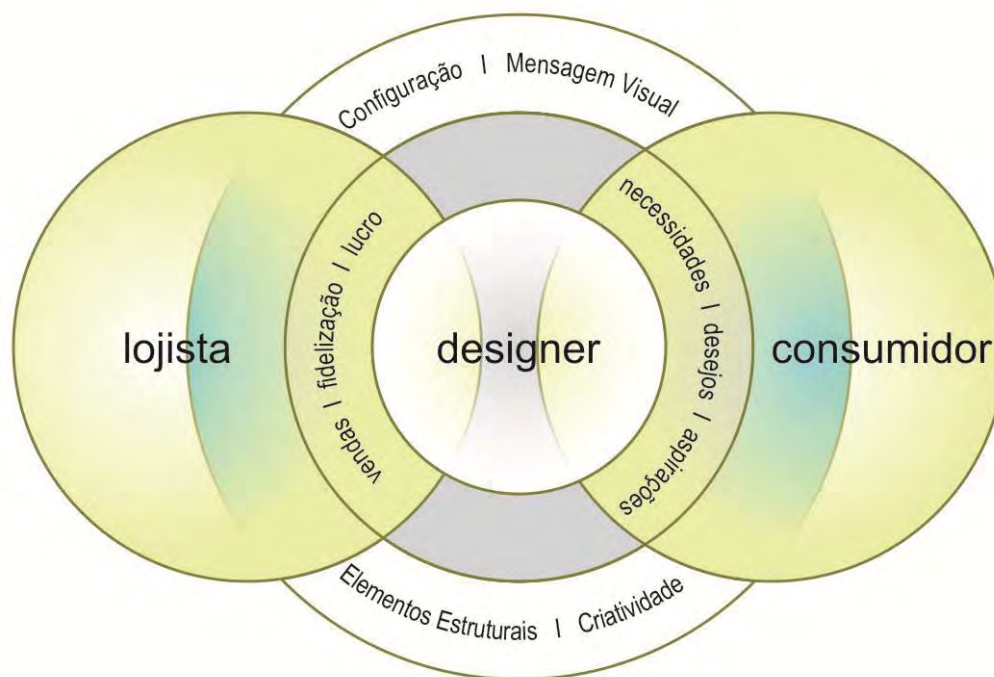 Configuração I Mensagem Visual
lojista
vendas I fidelização I lucro
designer
necessidades I desejos I aspirações
consumidor
Elementos Estruturais I Criatividade